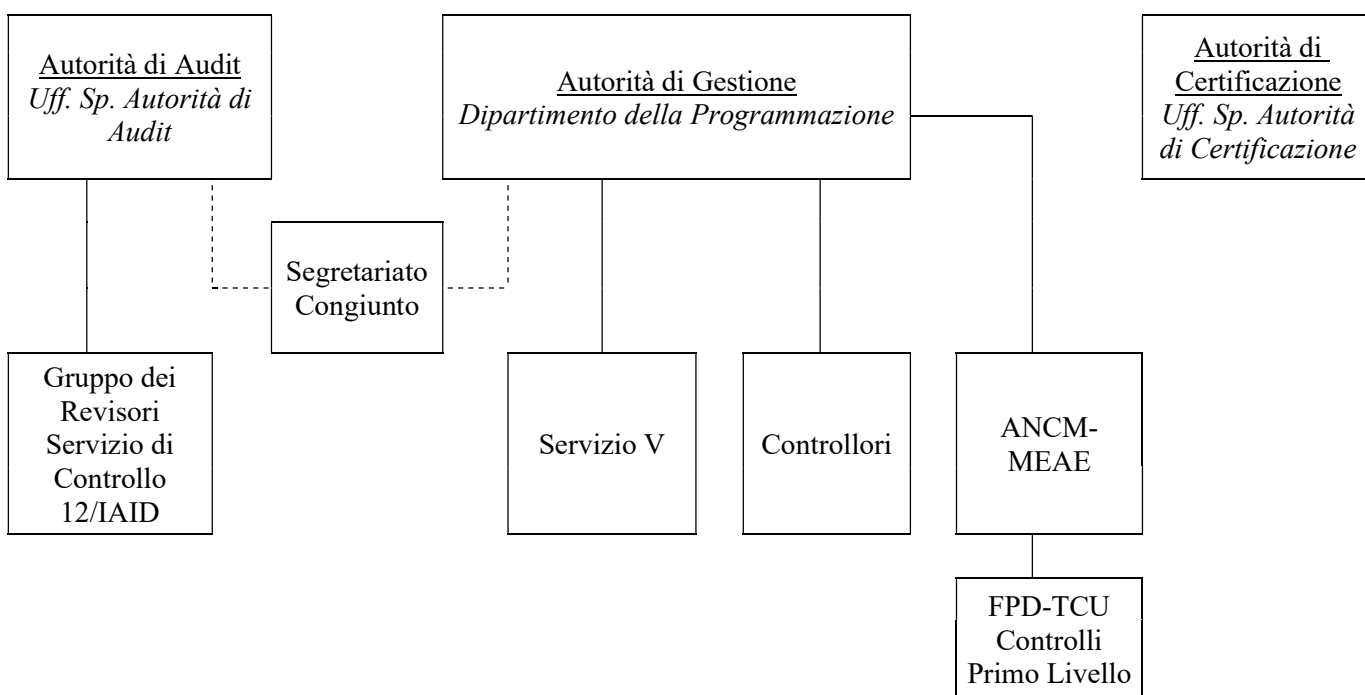 Autorità di Audit
Uff. Sp. Autorità di
Audit
Autorità di Gestione
Dipartimento della Programmazione
Autorità di
Certificazione
Uff. Sp. Autorità
di Certificazione
Segretariato
Congiunto
Gruppo dei
Revisori
Servizio di
Controllo
12/IAID
Servizio V
Controllori
ANCM-
MEAE
FPD-TCU
Controlli
Primo Livello